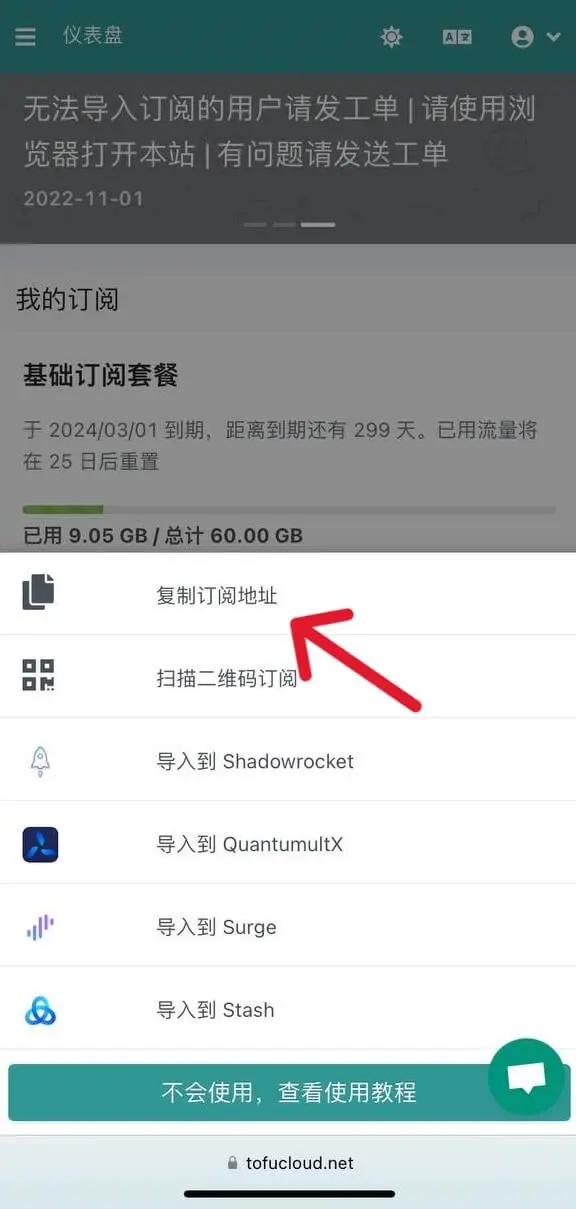 仪表盘
无法导入订阅的用户请发工单 | 请使用浏
览器打开本站 | 有问题请发送工单
2022-11-01
我的订阅
基础订阅套餐
于 2024/03/01 到期，距离到期还有 299 天。已用流量将
在 25 日后重置
已用 9.05 GB / 总计 60.00 GB
复制订阅地址
扫描二维码订阅
导入到 Shadowrocket
导入到 QuantumultX
导入到 Surge
导入到 Stash
不会使用，查看使用教程
tofucloud.net